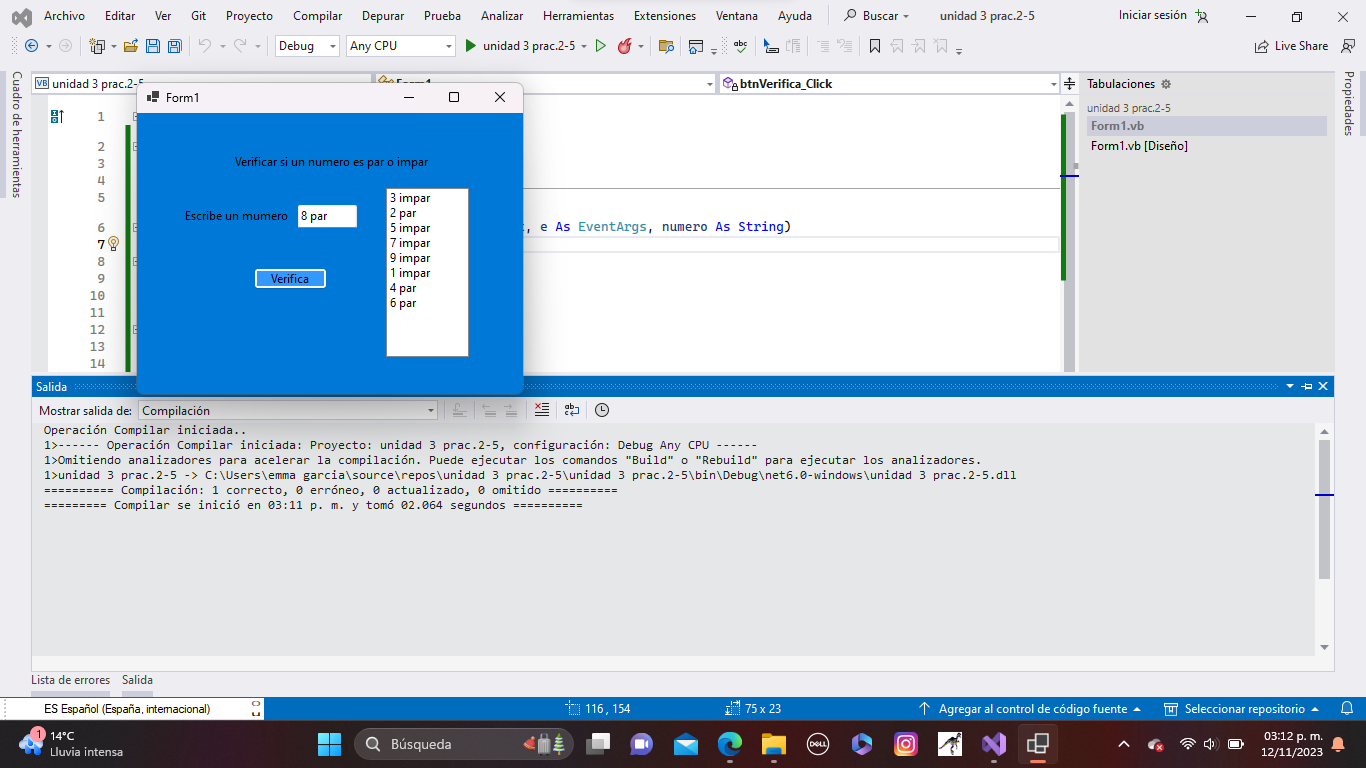 Archivo Editar Ver Git Proyecto Compilar Depurar Prueba Analizar Herramientas Extensiones Ventana Ayuda Buscar unidad 3 prac.2-5 Iniciar sesión
Debug Any CPU unidad 3 prac.2-5 Live Share
Cuadro de herramientas
unidad 3 prac.2-5 Form1 btnVerifica_Click
Tabulaciones
unidad 3 prac.2-5
Form1.vb
Form1.vb [Diseño]
Propiedades
Form1
Verificar si un numero es par o impar
Escribe un mumero 8 par
Verifica
3 impar
2 par
5 impar
7 impar
9 impar
1 impar
4 par
6 par
1
2
3
4
5
6 , e As EventArgs, numero As String)
7
8
9
10
11
12
13
14
Salida
Mostrar salida de: Compilación
Operación Compilar iniciada..
1>------ Operación Compilar iniciada: Proyecto: unidad 3 prac.2-5, configuración: Debug Any CPU ------
1>Omitiendo analizadores para acelerar la compilación. Puede ejecutar los comandos "Build" o "Rebuild" para ejecutar los analizadores.
1>unidad 3 prac.2-5 -> C:\Users\emma garcia\source\repos\unidad 3 prac.2-5\unidad 3 prac.2-5\bin\Debug\net6.0-windows\unidad 3 prac.2-5.dll
========== Compilación: 1 correcto, 0 erróneo, 0 actualizado, 0 omitido ==========
========= Compilar se inició en 03:11 p. m. y tomó 02.064 segundos ==========
Lista de errores Salida
ES Español (España, internacional) 116 , 154 75 x 23 Agregar al control de código fuente Seleccionar repositorio
1
14°C
Lluvia intensa
Búsqueda
DELL
03:12 p. m.
12/11/2023